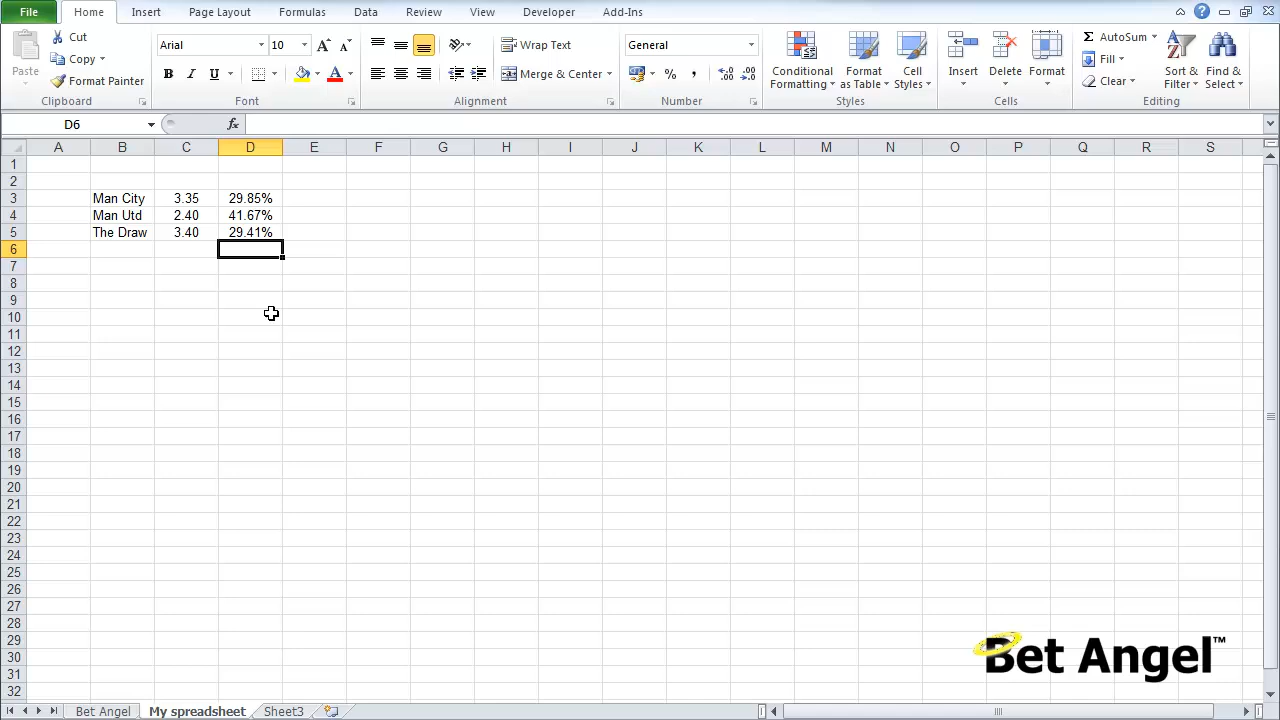 File Home Insert Page Layout Formulas Data Review View Developer Add-Ins
Paste
Cut
Copy
Format Painter
Clipboard
Arial 10
B I U A
Font
Wrap Text
Merge & Center
Alignment
General
% ,
Number
Conditional Formatting
Format as Table
Cell Styles
Styles
Insert Delete Format
Cells
Σ AutoSum
Fill
Clear
Sort & Filter
Find & Select
Editing
D6 fx
A B C D E F G H I J K L M N O P Q R S
1
2
3 Man City 3.35 29.85%
4 Man Utd 2.40 41.67%
5 The Draw 3.40 29.41%
6
7
8
9
10
11
12
13
14
15
16
17
18
19
20
21
22
23
24
25
26
27
28
29
30
31
32
Bet Angel™
Bet Angel My spreadsheet Sheet3